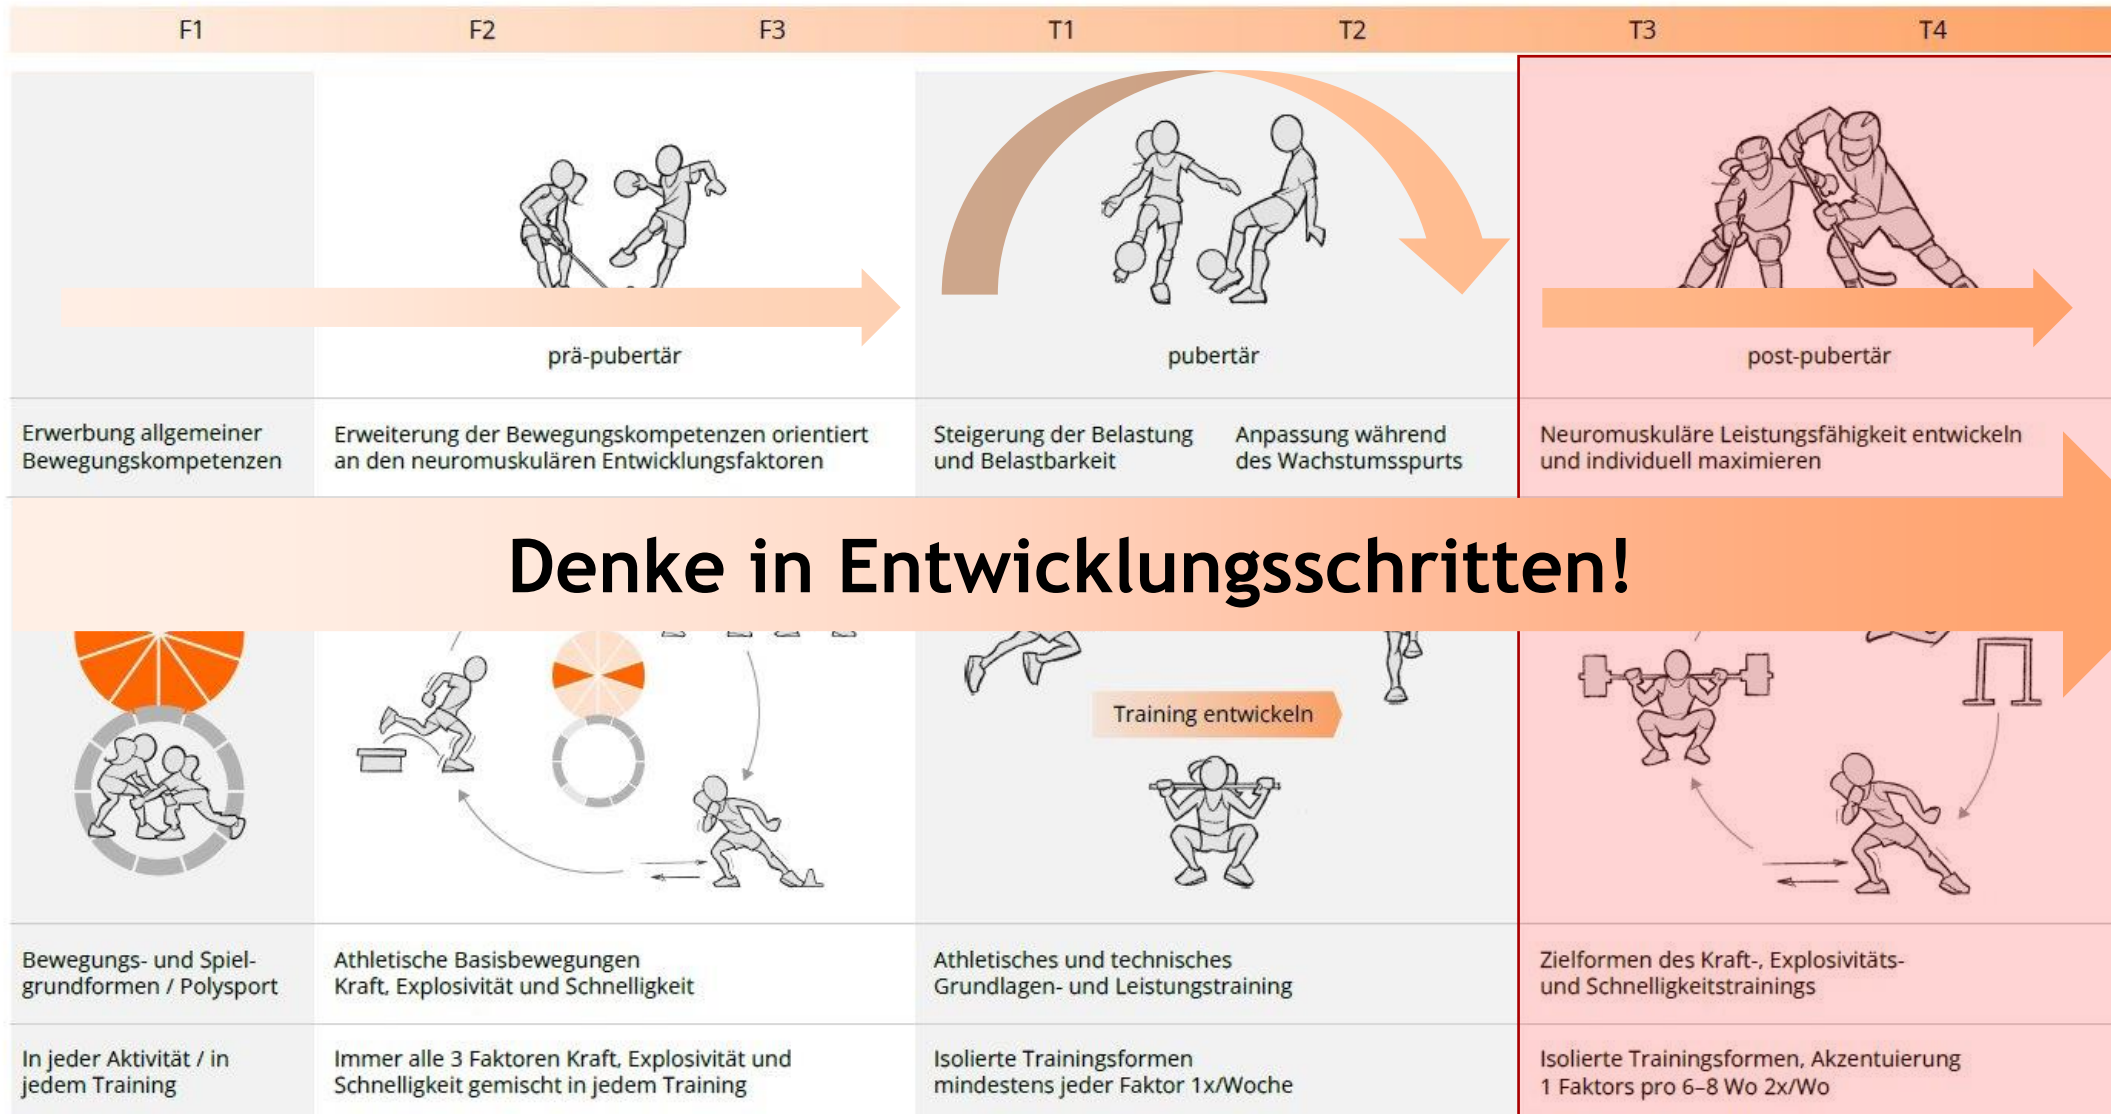 F1
F2
F3
T1
T2
T3
T4
prä-pubertär
pubertär
post-pubertär
Erwerbung allgemeiner
Bewegungskompetenzen
Erweiterung der Bewegungskompetenzen orientiert
an den neuromuskulären Entwicklungsfaktoren
Steigerung der Belastung
und Belastbarkeit
Anpassung während
des Wachstumsspurts
Neuromuskuläre Leistungsfähigkeit entwickeln
und individuell maximieren
Denke in Entwicklungsschritten!
Training entwickeln
Bewegungs- und Spiel-
grundformen / Polysport
Athletische Basisbewegungen
Kraft, Explosivität und Schnelligkeit
Athletisches und technisches
Grundlagen- und Leistungstraining
Zielformen des Kraft-, Explosivitäts-
und Schnelligkeitstrainings
In jeder Aktivität / in
jedem Training
Immer alle 3 Faktoren Kraft, Explosivität und
Schnelligkeit gemischt in jedem Training
Isolierte Trainingsformen
mindestens jeder Faktor 1x/Woche
Isolierte Trainingsformen, Akzentuierung
1 Faktors pro 6–8 Wo 2x/Wo